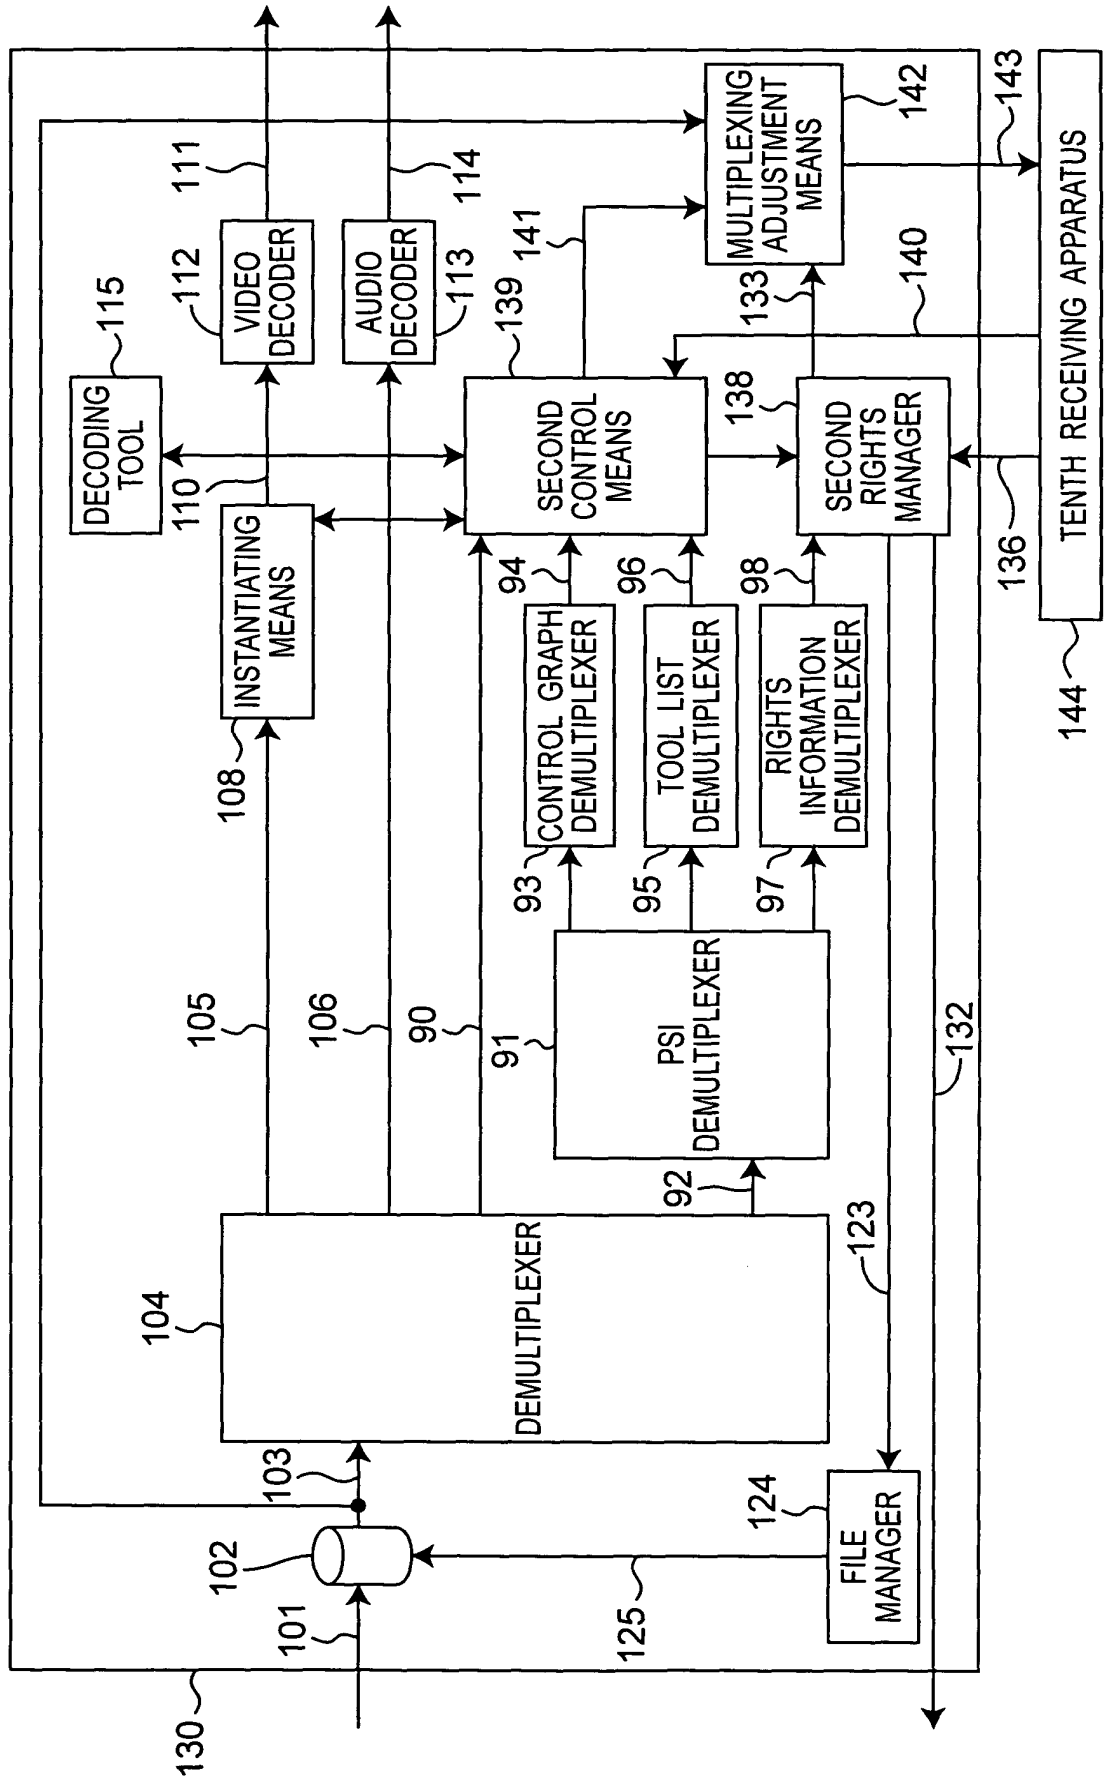 130
101
102
103
104
105
106
90
91
PSI
DEMULTIPLEXER
92
DEMULTIPLEXER
93
CONTROL GRAPH
DEMULTIPLEXER
94
95
TOOL LIST
DEMULTIPLEXER
96
97
RIGHTS
INFORMATION
DEMULTIPLEXER
98
108
INSTANTIATING
MEANS
110
DECODING
TOOL
115
112
VIDEO
DECODER
111
AUDIO
DECODER
113
114
139
SECOND
CONTROL
MEANS
141
138
SECOND
RIGHTS
MANAGER
133
140
MULTIPLEXING
ADJUSTMENT
MEANS
142
143
136
TENTH RECEIVING APPARATUS
144
123
132
124
FILE
MANAGER
125